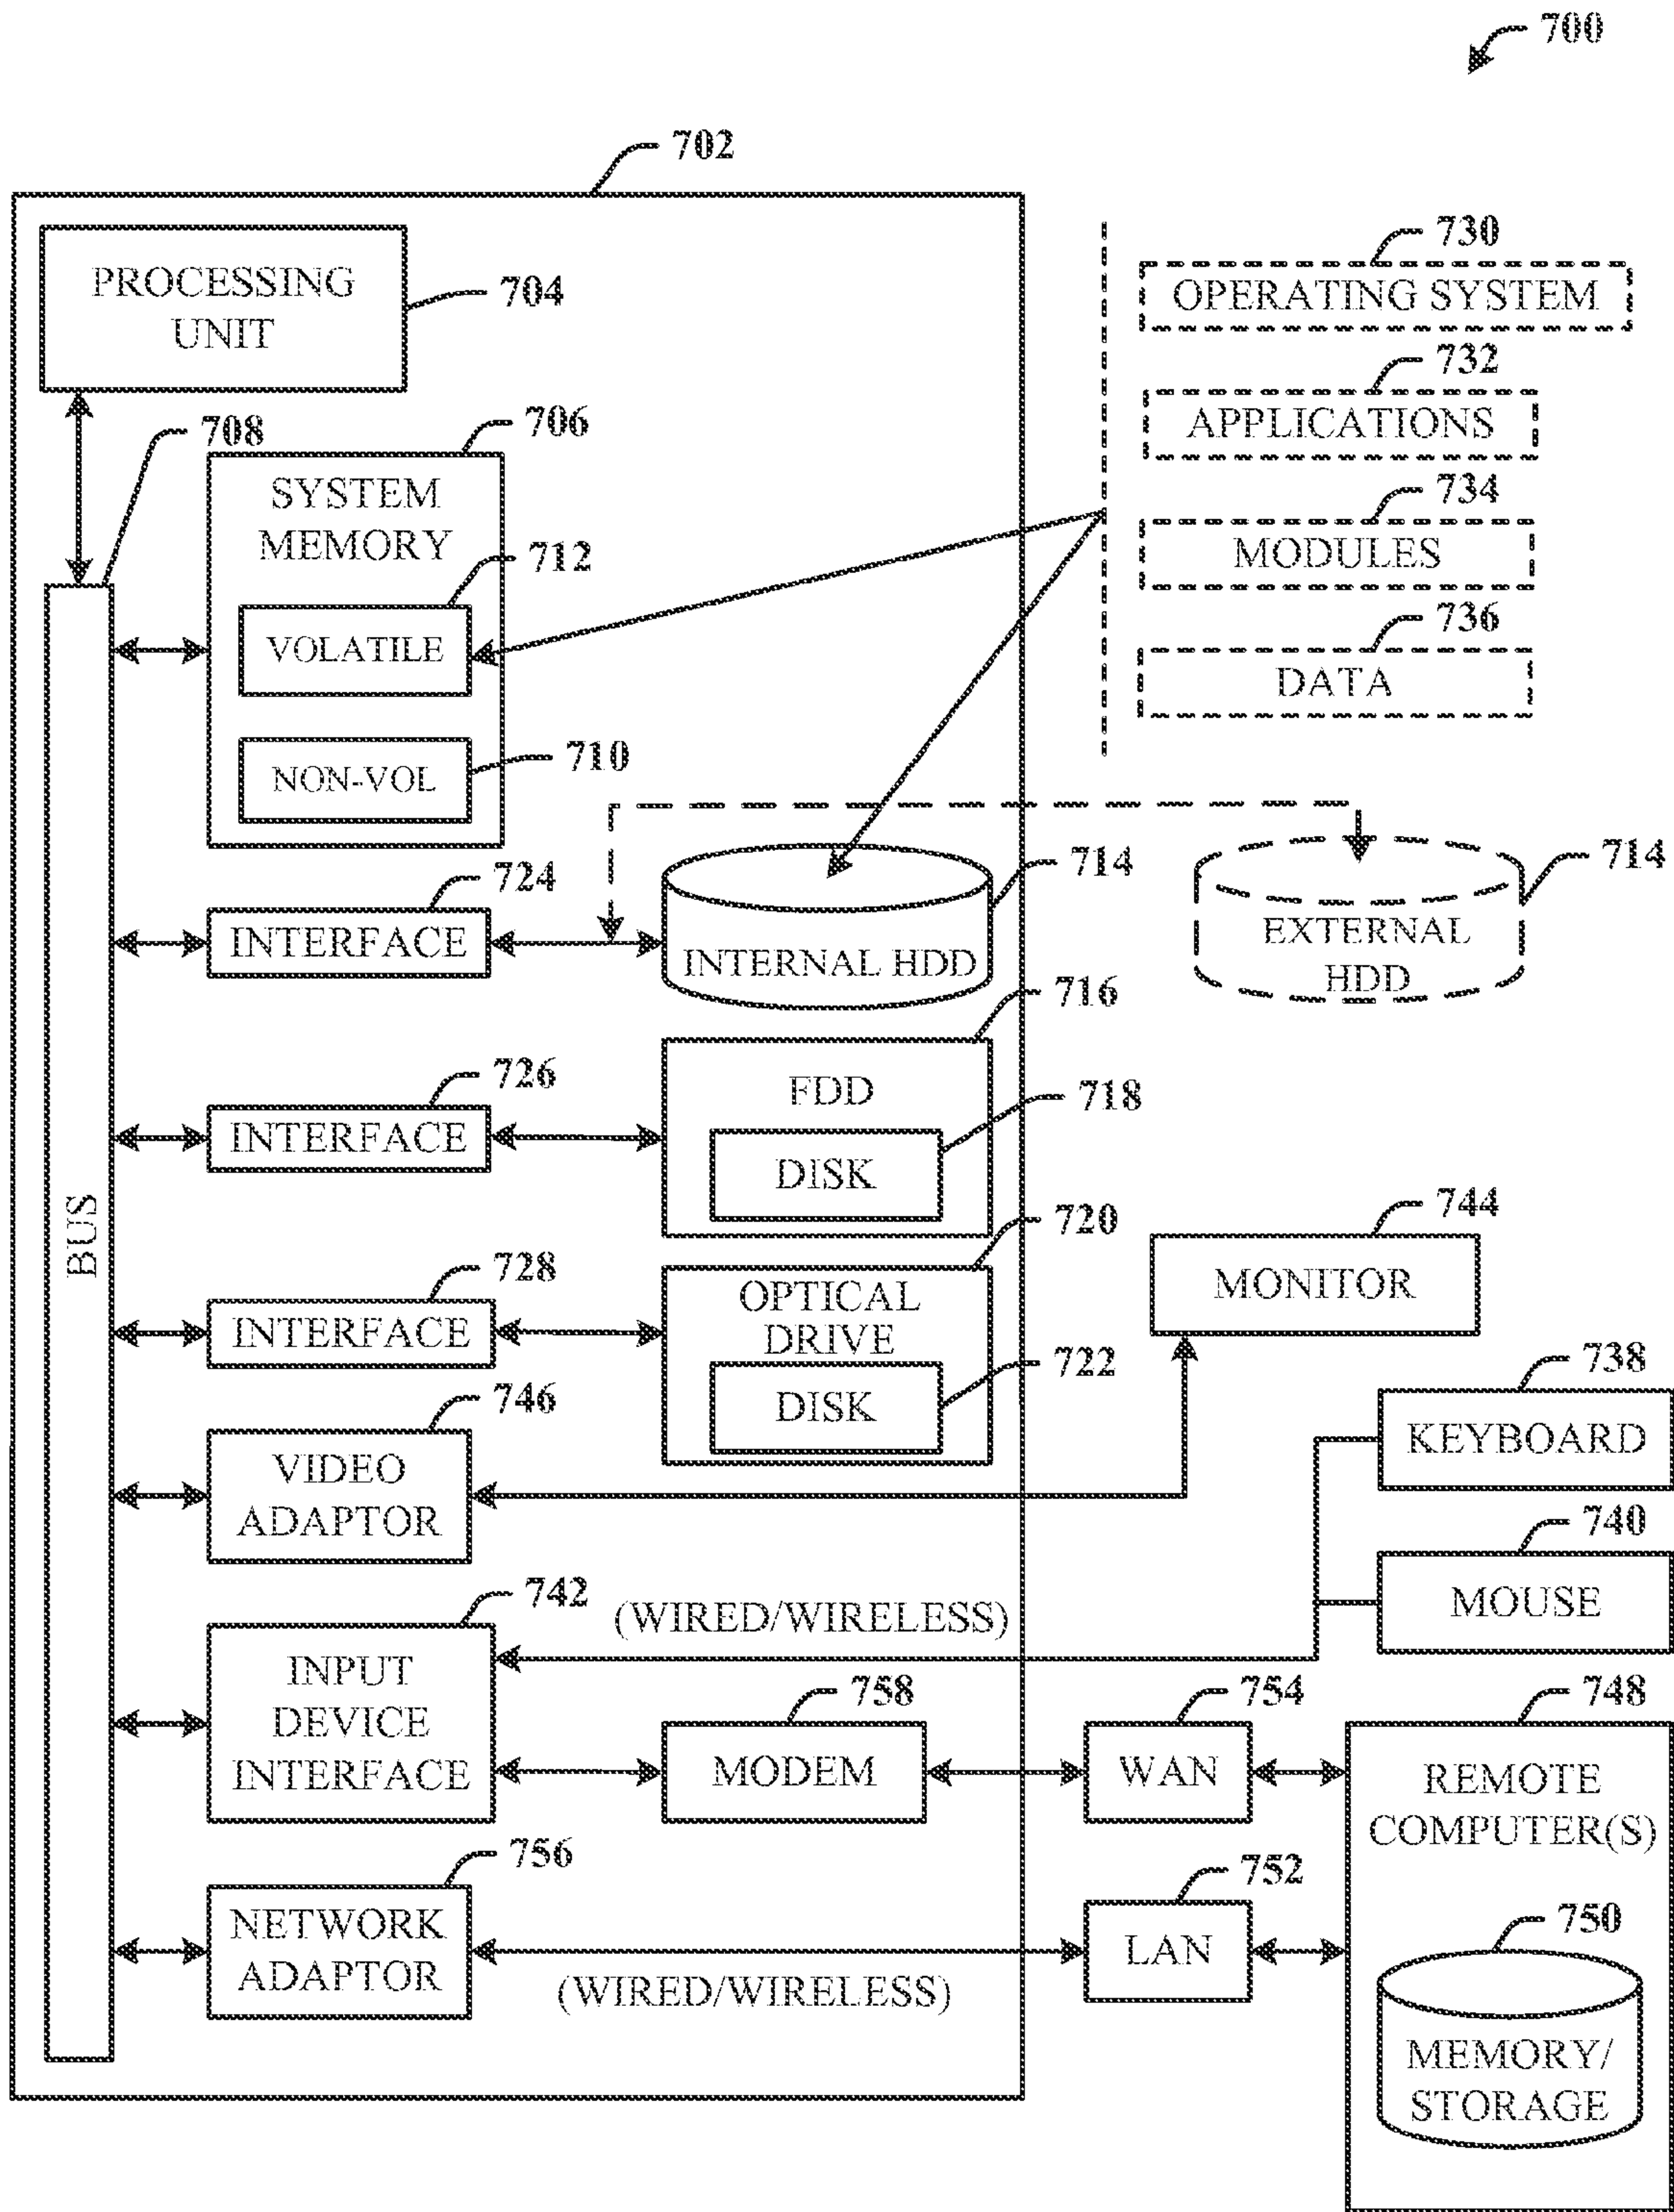 700
702
PROCESSING
UNIT
704
730
OPERATING SYSTEM
732
APPLICATIONS
734
MODULES
736
DATA
708
706
SYSTEM
MEMORY
712
VOLATILE
710
NON-VOL
724
INTERFACE
714
INTERNAL HDD
714
EXTERNAL
HDD
716
726
INTERFACE
FDD
718
DISK
BUS
720
728
INTERFACE
OPTICAL
DRIVE
722
DISK
744
MONITOR
738
KEYBOARD
746
VIDEO
ADAPTOR
740
MOUSE
742
(WIRED/WIRELESS)
INPUT
DEVICE
INTERFACE
758
MODEM
754
WAN
748
REMOTE
COMPUTER(S)
756
NETWORK
ADAPTOR
(WIRED/WIRELESS)
752
LAN
750
MEMORY/
STORAGE